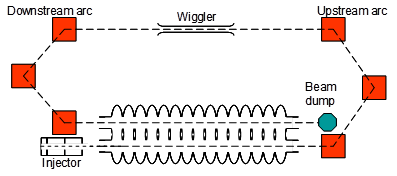 Downstream arc
Wiggler
Upstream arc
Beam
dump
Injector